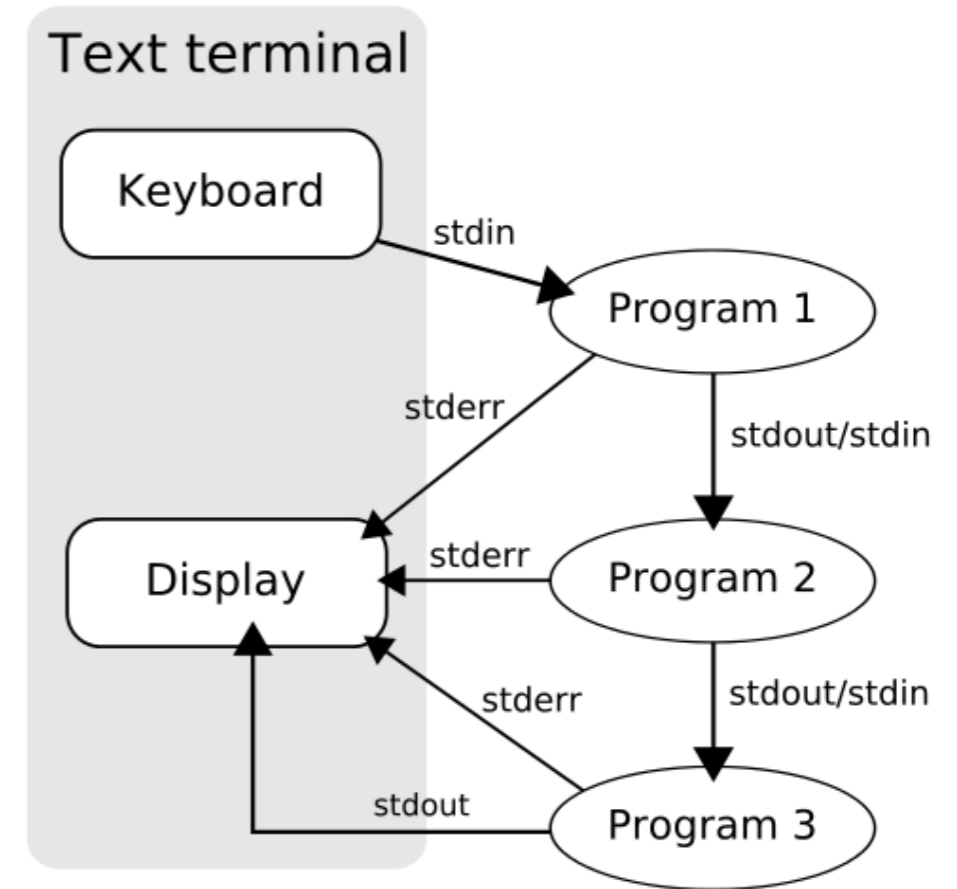 Text terminal
Keyboard
stdin
Program 1
stderr
stdout/stdin
Display
stderr
Program 2
stderr
stdout/stdin
stdout
Program 3